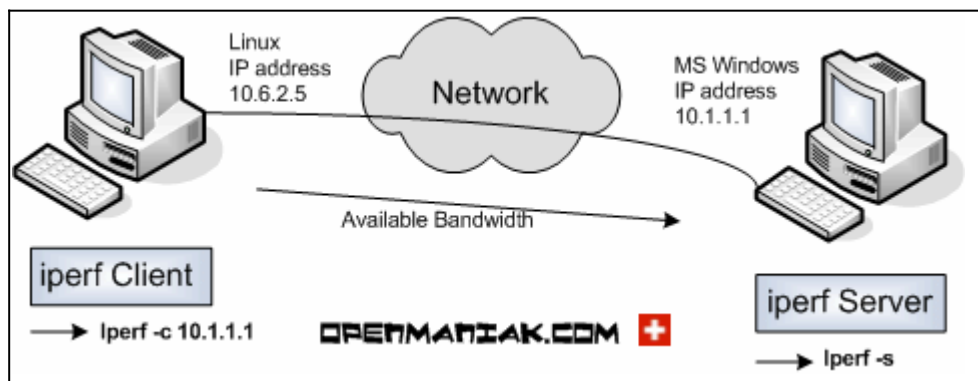 Linux
IP address
10.6.2.5
Network
MS Windows
IP address
10.1.1.1
Available Bandwidth
iperf Client
Iperf -c 10.1.1.1
OPENMANIAK.COM
iperf Server
Iperf -s